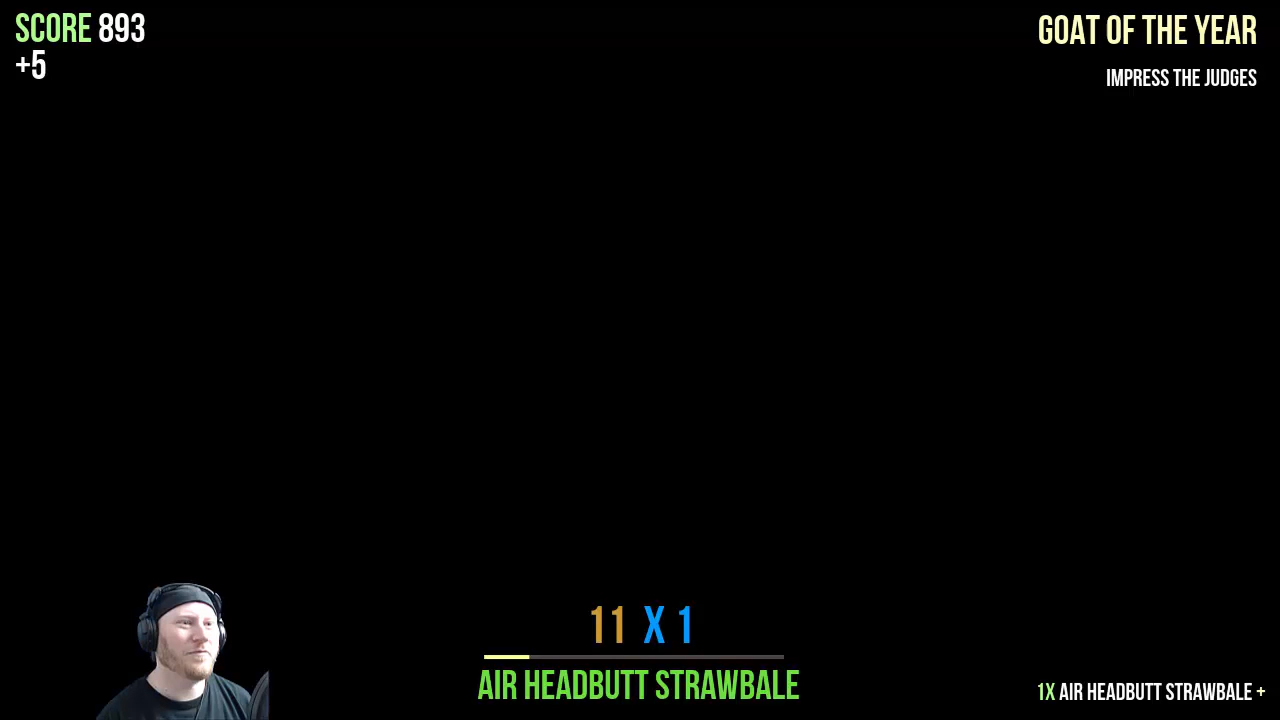 SCORE 893
+5
GOAT OF THE YEAR
IMPRESS THE JUDGES
11 X 1
AIR HEADBUTT STRAWBALE
1X AIR HEADBUTT STRAWBALE +